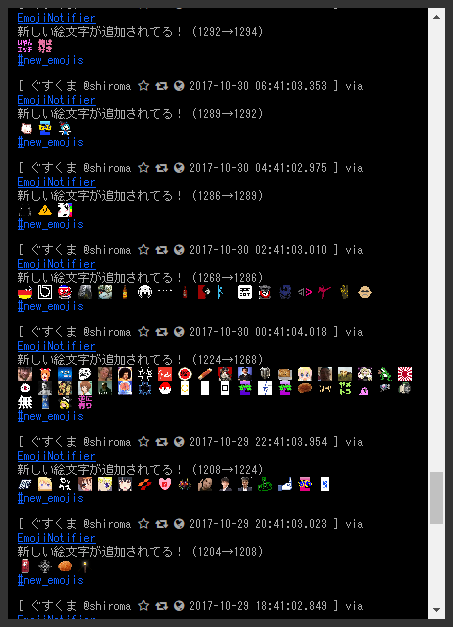 EmojiNotifier
新しい絵文字が追加されてる！ (1292→1294)
#new_emojis
[ ぐすくま @shiroma 2017-10-30 06:41:03.353 ] via
EmojiNotifier
新しい絵文字が追加されてる！ (1289→1292)
#new_emojis
[ ぐすくま @shiroma 2017-10-30 04:41:02.975 ] via
EmojiNotifier
新しい絵文字が追加されてる！ (1286→1289)
#new_emojis
[ ぐすくま @shiroma 2017-10-30 02:41:03.010 ] via
EmojiNotifier
新しい絵文字が追加されてる！ (1268→1286)
#new_emojis
[ ぐすくま @shiroma 2017-10-30 00:41:04.018 ] via
EmojiNotifier
新しい絵文字が追加されてる！ (1224→1268)
無
#new_emojis
[ ぐすくま @shiroma 2017-10-29 22:41:03.954 ] via
EmojiNotifier
新しい絵文字が追加されてる！ (1208→1224)
#new_emojis
[ ぐすくま @shiroma 2017-10-29 20:41:03.023 ] via
EmojiNotifier
新しい絵文字が追加されてる！ (1204→1208)
#new_emojis
[ ぐすくま @shiroma 2017-10-29 18:41:02.849 ] via
EmojiNotifier